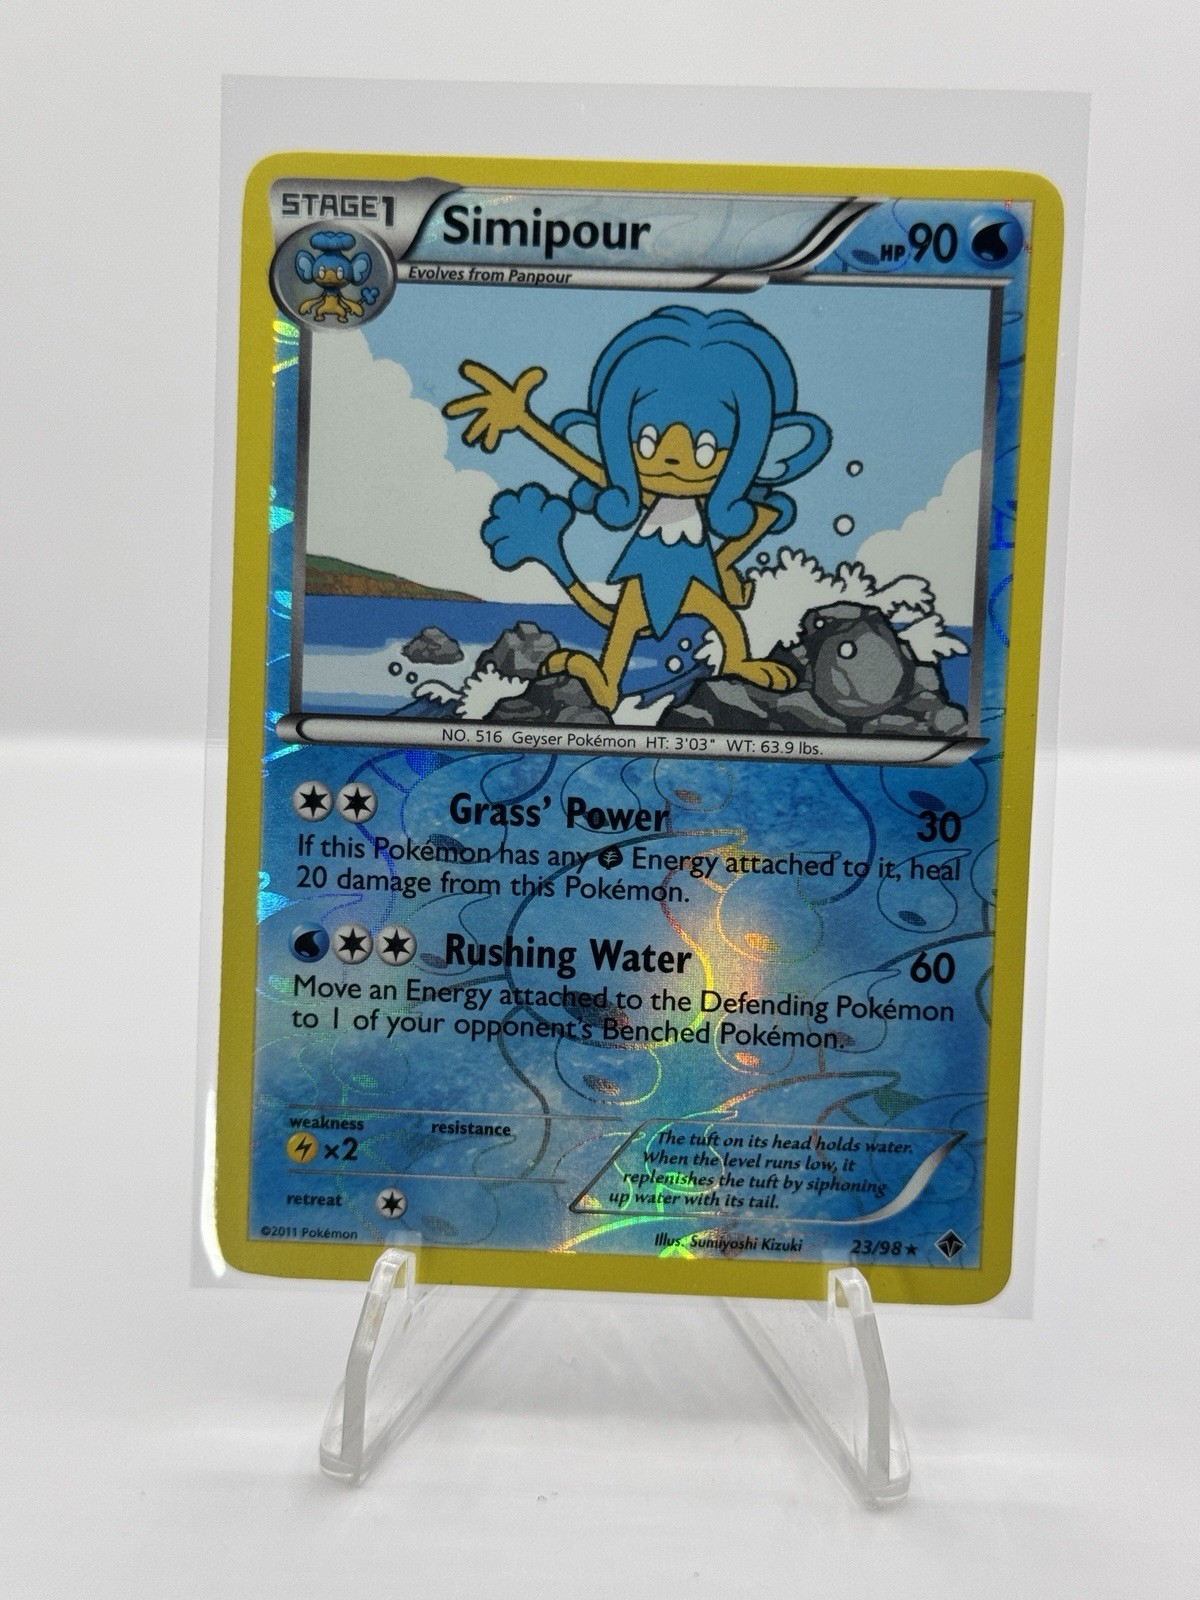 STAGE1
Simipour
HP90
Evolves from Panpour
NO. 516 Geyser Pokémon HT: 3'03" WT: 63.9 lbs.
Grass' Power 30
If this Pokémon has any Energy attached to it, heal
20 damage from this Pokémon.
Rushing Water 60
Move an Energy attached to the Defending Pokémon
to 1 of your opponent's Benched Pokémon.
weakness
×2
resistance
retreat
The tuft on its head holds water.
When the level runs low, it
replenishes the tuft by siphoning
up water with its tail.
©2011 Pokémon
Illus. Sumiyoshi Kizuki
23/98★